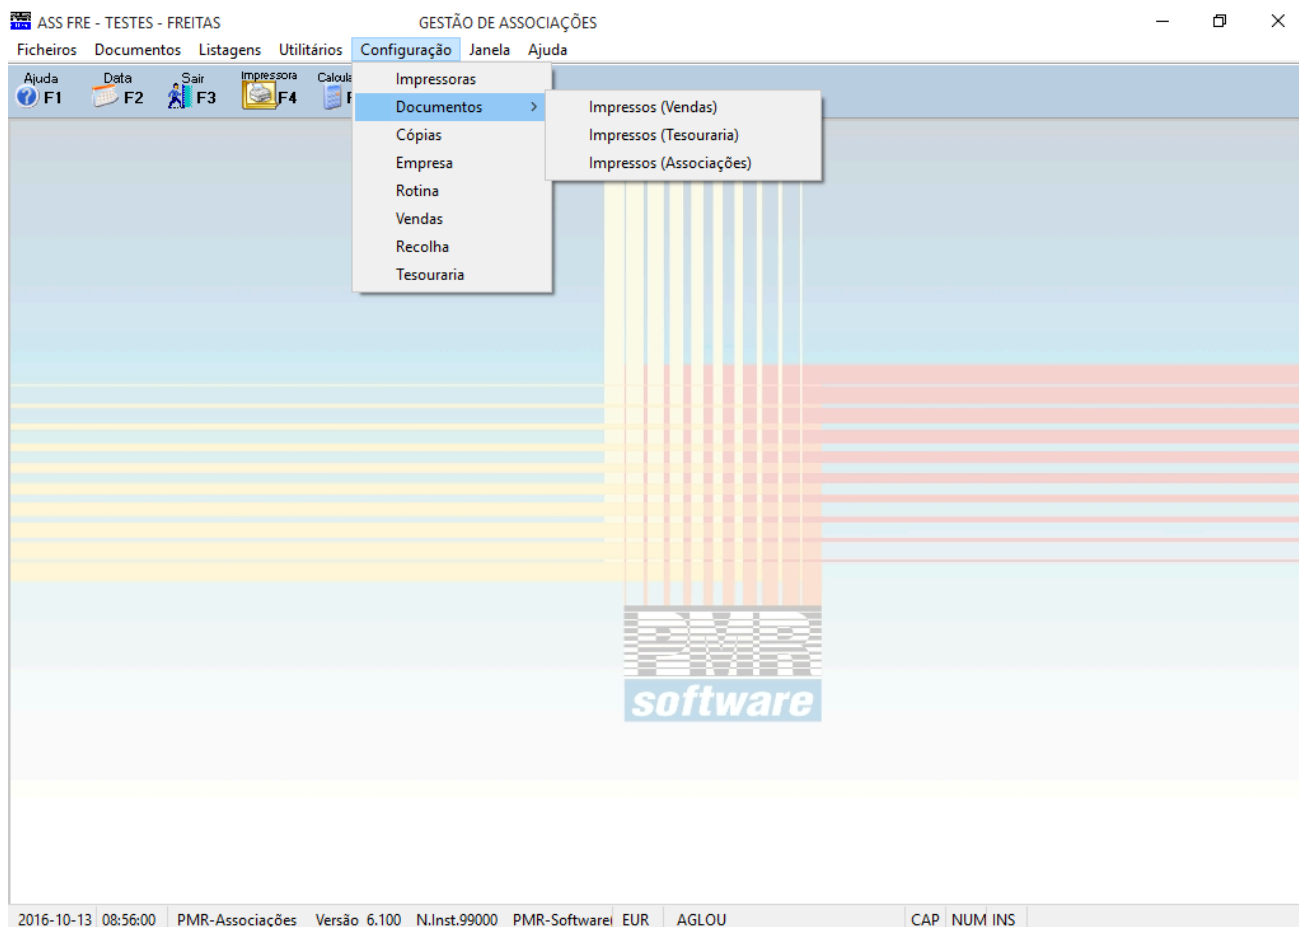 ASS FRE - TESTES - FREITAS GESTÃO DE ASSOCIAÇÕES
Ficheiros Documentos Listagens Utilitários Configuração Janela Ajuda
Ajuda Data Sair Impressora
F1 F2 F3 F4
Impressoras
Documentos >
Cópias
Empresa
Rotina
Vendas
Recolha
Tesouraria
Impressos (Vendas)
Impressos (Tesouraria)
Impressos (Associações)
PMR
software
2016-10-13 08:56:00 PMR-Associações Versão 6.100 N.Inst.99000 PMR-Software EUR AGLOU CAP NUM INS